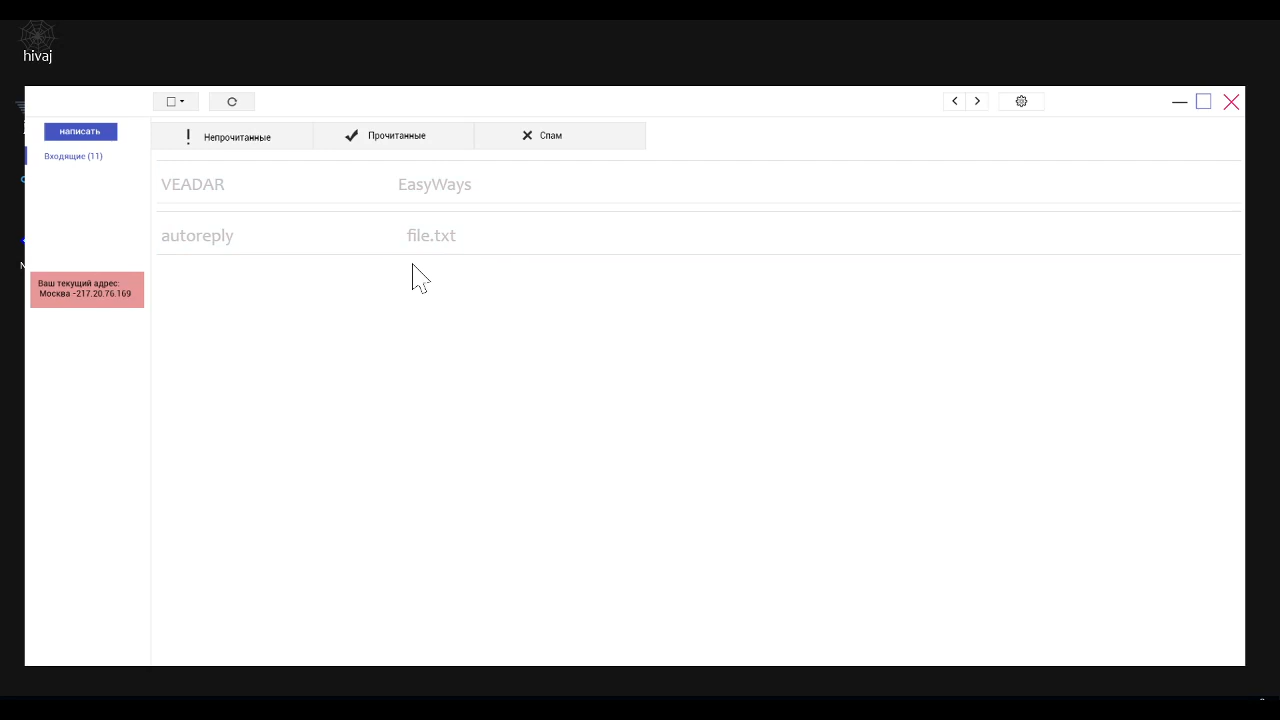 hivaj
написать
Входящие (11)
Непрочитанные
Прочитанные
Спам
VEADAR EasyWays
autoreply file.txt
Ваш текущий адрес:
Москва -217.20.76.169